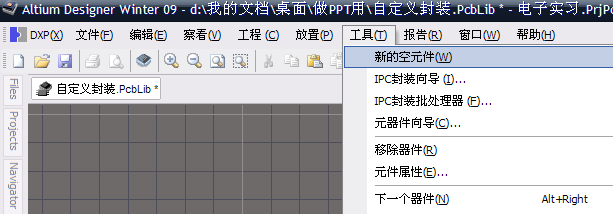 Altium Designer Winter 09 - d:\我的文档\桌面\做PPT用\自定义封装.PcbLib * - 电子实习.PrjPc
DXP(X) 文件(F) 编辑(E) 察看(V) 工程(C) 放置(P) 工具(T) 报告(R) 窗口(W) 帮助(H)
新的空元件(W)
IPC封装向导 (I)...
IPC封装批处理器 (F)...
元器件向导(C)...
移除器件(R)
元件属性(E)...
下一个器件(N) Alt+Right
自定义封装.PcbLib *
Files
Projects
Navigator